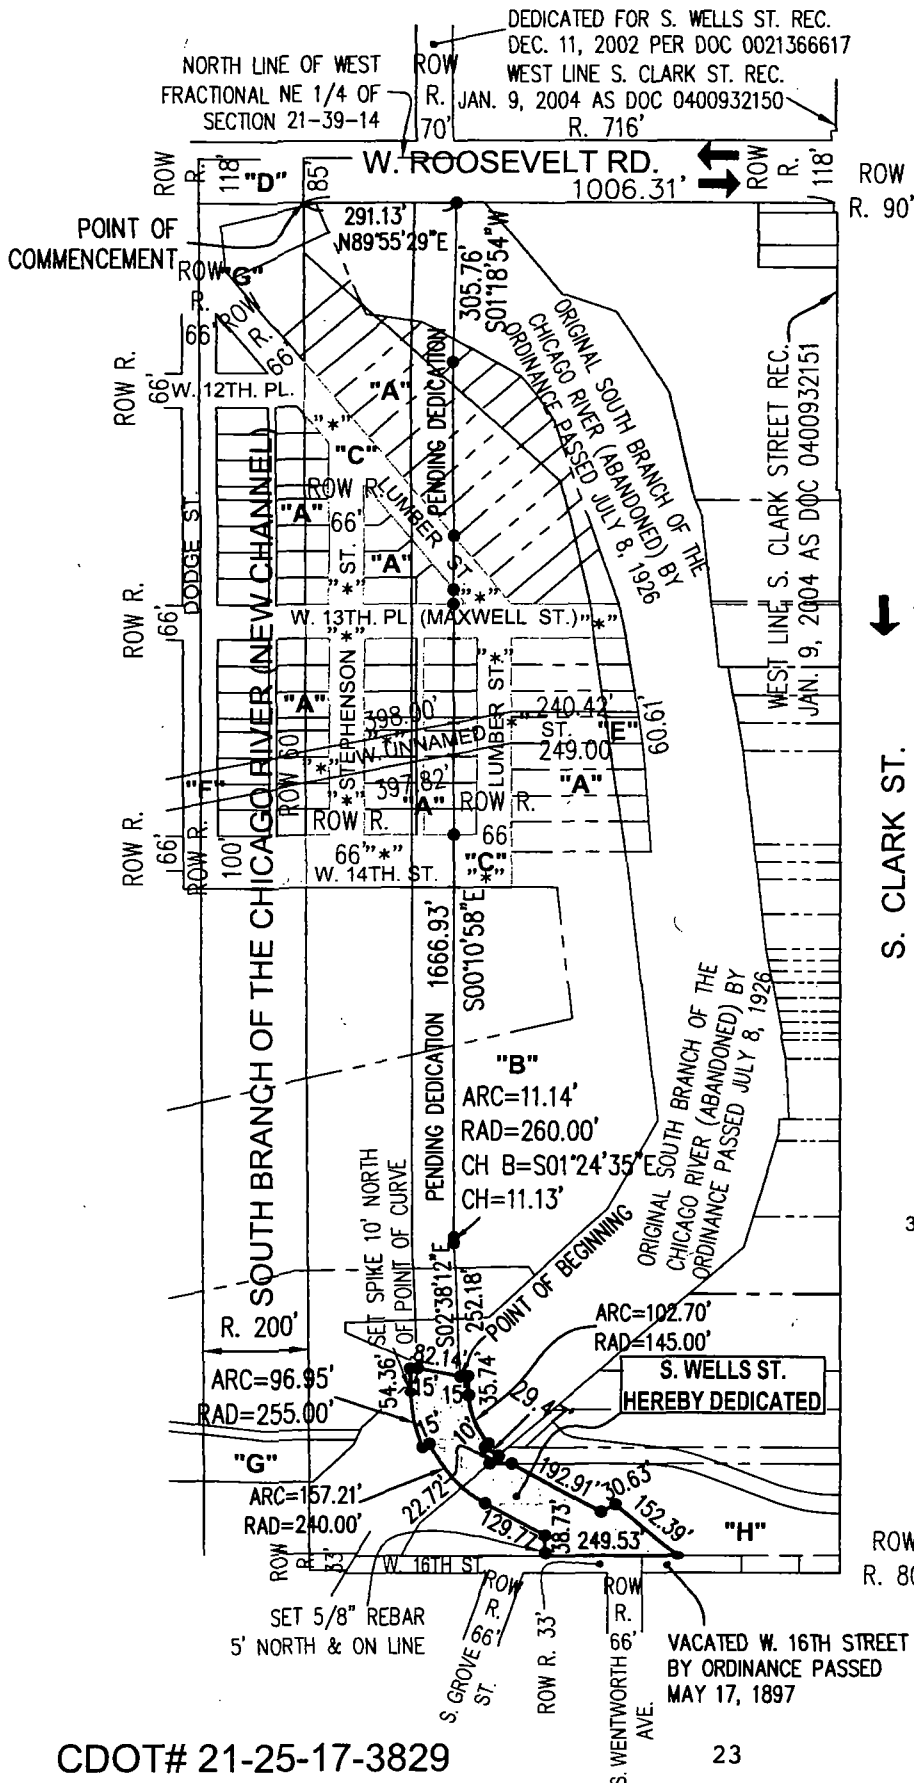 DEDICATED FOR S. WELLS ST. REC.
DEC. 11, 2002 PER DOC 0021366617
WEST LINE S. CLARK ST. REC.
JAN. 9, 2004 AS DOC 0400932150
NORTH LINE OF WEST
FRACTIONAL NE 1/4 OF
SECTION 21-39-14
ROW
R.
70'
R. 716'
ROW
R.
118'
"D"
85'
W. ROOSEVELT RD.
1006.31'
ROW
R.
118'
ROW
R. 90'
POINT OF
COMMENCEMENT
291.13'
N89°55'29"E
305.76'
S01°18'54"W
ROW
R.
66'
"G"
ROW
R.
66'
ORIGINAL SOUTH BRANCH OF THE
CHICAGO RIVER (ABANDONED) BY
ORDINANCE PASSED JULY 8, 1926
PENDING DEDICATION
"A"
ROW R.
66'
W. 12TH. PL.
"*"
"C"
ROW R.
66'
LUMBER ST.
"A"
"A"
"*"
DODGE ST.
ST.
"*"
WEST LINE S. CLARK STREET REC.
JAN. 9, 2004 AS DOC 0400932151
ROW R.
66'
W. 13TH. PL. (MAXWELL ST.) "*"
"*"
STEPHENSON
"*"
LUMBER ST.
"*"
"A"
398.00'
240.42'
"E"
"*"
W. UNNAMED
ST.
249.00'
60.61'
"F"
ROW 60'
"*"
397.82'
"A"
"A"
ROW R.
ROW R.
66'
ROW R.
100'
ROW R.
66'
"*"
W. 14TH. ST.
66
"C"
"*"
SOUTH BRANCH OF THE CHICAGO RIVER (NEW CHANNEL)
S. CLARK ST.
1666.93'
S00°10'58"E
PENDING DEDICATION
"B"
ARC=11.14'
RAD=260.00'
CH B=S01°24'35"E
CH=11.13'
ORIGINAL SOUTH BRANCH OF THE
CHICAGO RIVER (ABANDONED) BY
ORDINANCE PASSED JULY 8, 1926
SET SPIKE 10' NORTH
OF POINT OF CURVE
S02°38'12"E
252.18'
POINT OF BEGINNING
R. 200'
ARC=102.70'
RAD=145.00'
82.14'
54.36'
15'
15'
35.74'
ARC=96.95'
RAD=255.00'
S. WELLS ST.
HEREBY DEDICATED
29.47'
15'
10'
"G"
192.91'
30.63'
152.39'
ARC=157.21'
RAD=240.00'
22.72'
129.77'
38.73'
249.53'
"H"
ROW
R.
33'
W. 16TH ST.
ROW
R. 80
SET 5/8" REBAR
5' NORTH & ON LINE
ROW
R.
66'
S. GROVE
ST.
ROW R. 33'
ROW
R.
66'
S. WENTWORTH
AVE.
VACATED W. 16TH STREET
BY ORDINANCE PASSED
MAY 17, 1897
CDOT# 21-25-17-3829
23